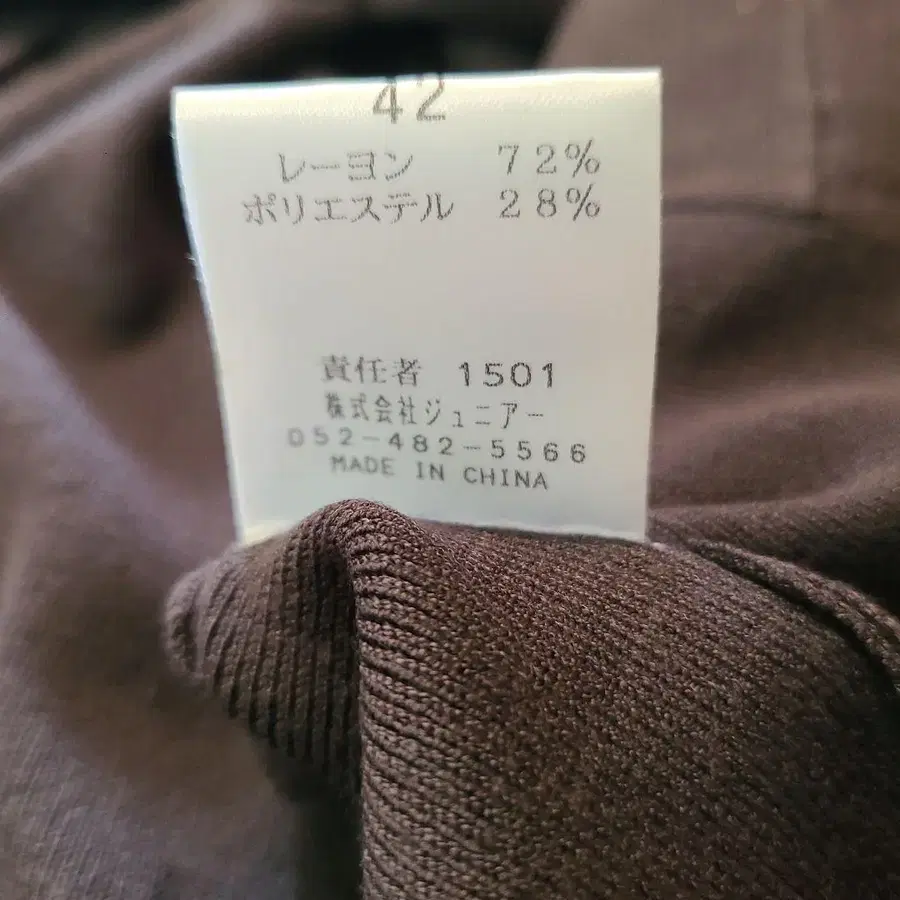 42
レーヨン 72%
ポリエステル 28%
責任者 1501
株式会社ジュニアー
052-482-5566
MADE IN CHINA